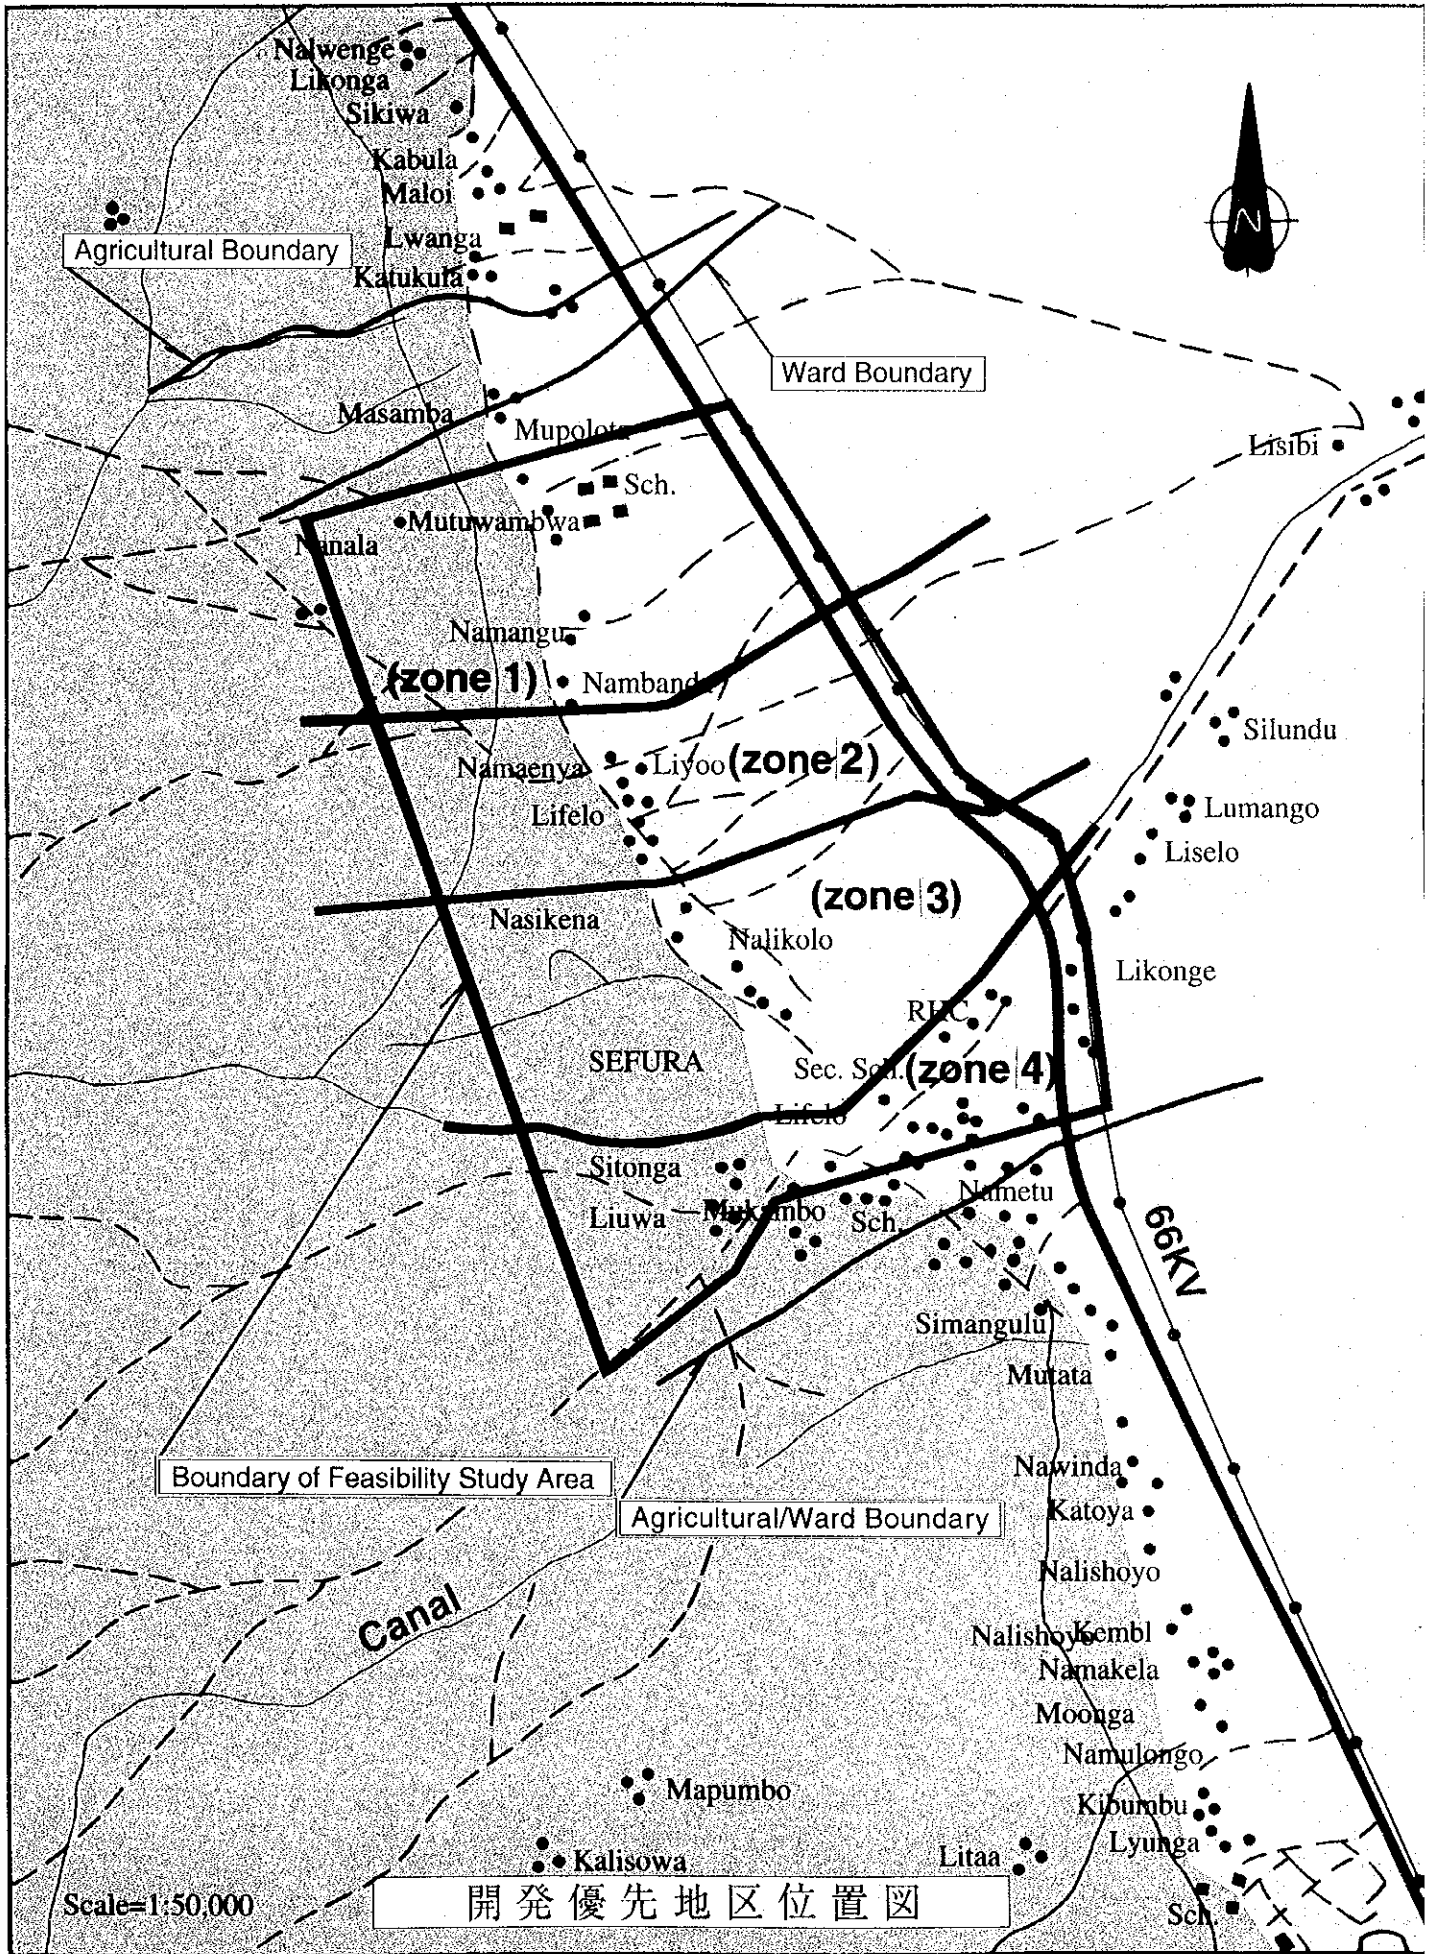 Nalwenge
Likonga
Sikiwa
Kabula
Maloi
Agricultural Boundary
Lwanga
Katukula
N
Ward Boundary
Masamba
Mupolota
Lisibi
Sch.
Mutuwambwa
Nanala
Namangu
(zone 1)
Nambanda
Silundu
Namaenya
Liyoo
(zone 2)
Lifelo
Lumango
Liselo
(zone 3)
Nasikena
Nalikolo
Likonge
RHC
SEFURA
Sec. Sch.
(zone 4)
Lifelo
Sitonga
Nametu
Liuwa
Mukambo
Sch.
66KV
Simangulu
Mutata
Boundary of Feasibility Study Area
Nawinda
Agricultural/Ward Boundary
Katoya
Nalishoyo
Canal
Nalishoyo
Kembl
Namakela
Moonga
Namulongo
Mapumbo
Kibumbu
Lyunga
Kalisowa
Litaa
Scale=1:50,000
開発優先地区位置図
Sch.